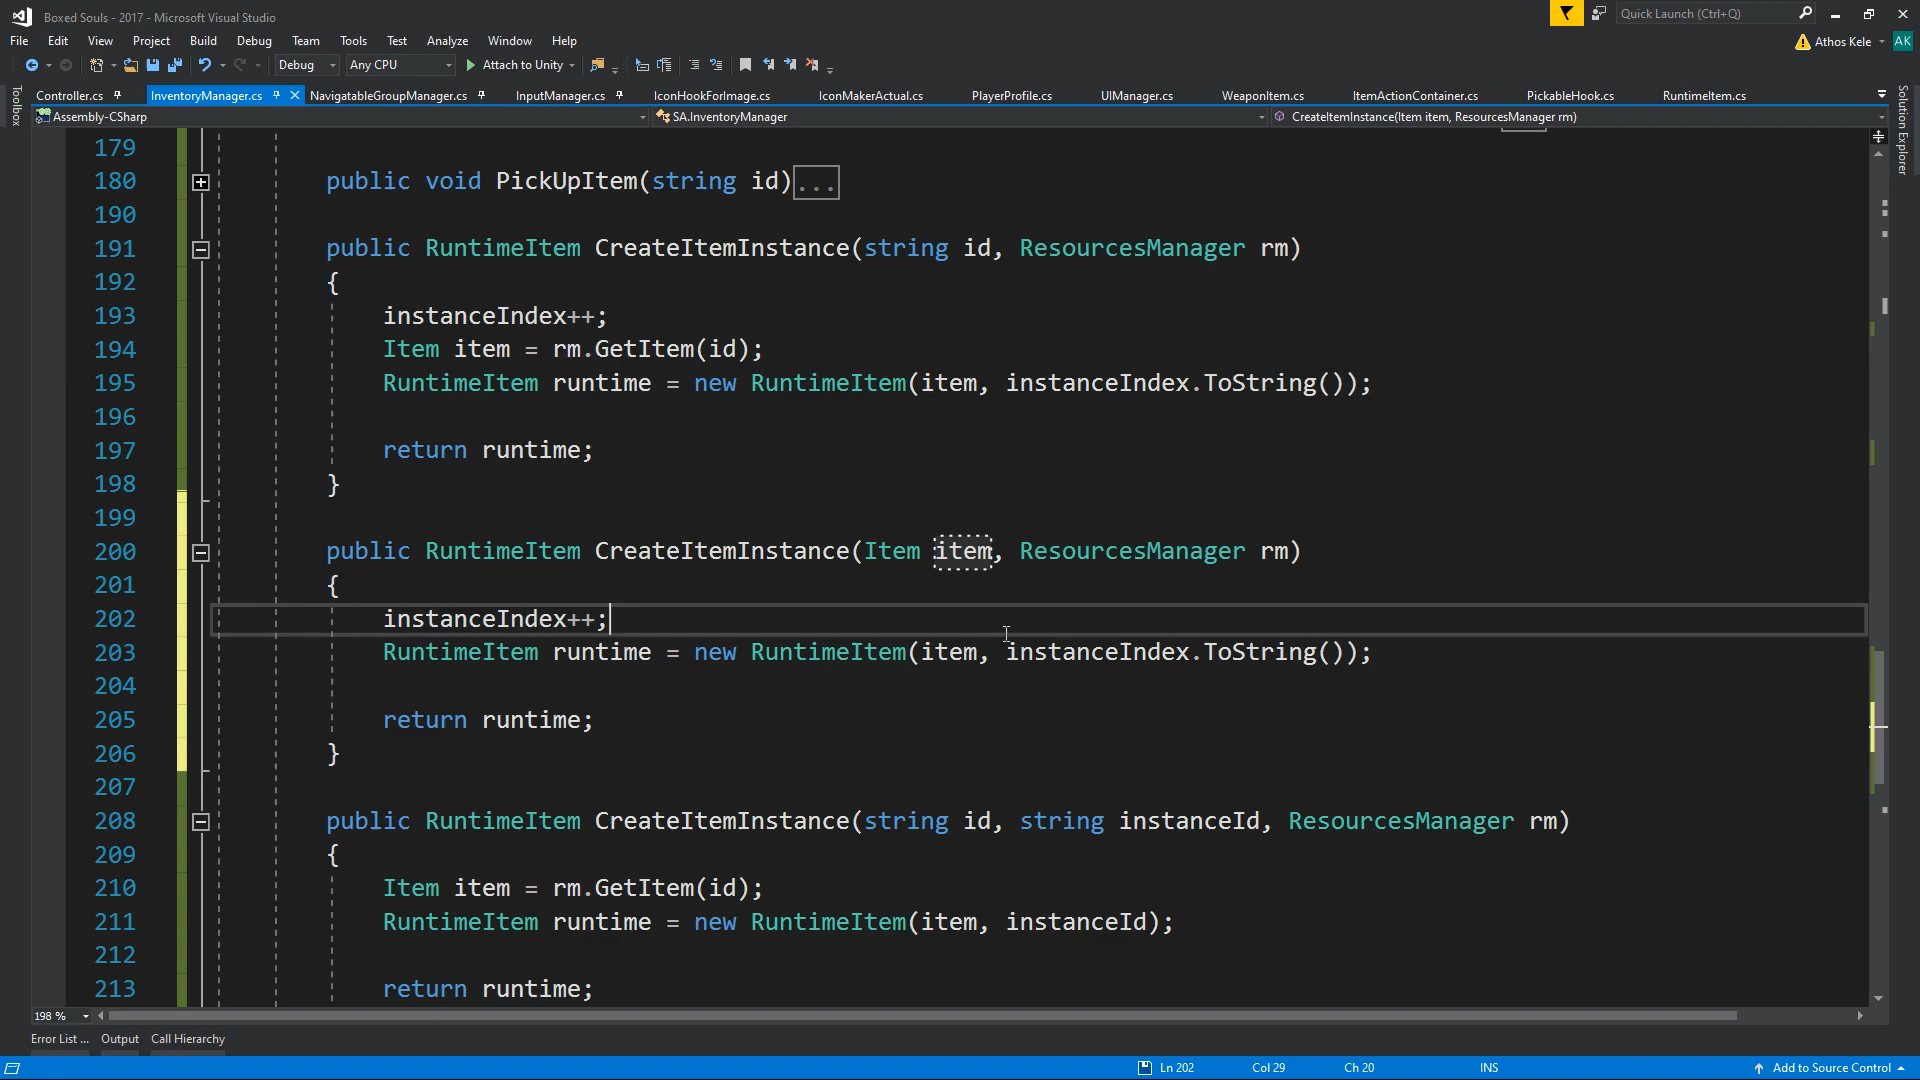 Boxed Souls - 2017 - Microsoft Visual Studio
Quick Launch (Ctrl+Q)
File Edit View Project Build Debug Team Tools Test Analyze Window Help
Athos Kele AK
Debug Any CPU Attach to Unity
Toolbox
Solution Explorer
Controller.cs InventoryManager.cs NavigatableGroupManager.cs InputManager.cs IconHookForImage.cs IconMakerActual.cs PlayerProfile.cs UIManager.cs WeaponItem.cs ItemActionContainer.cs PickableHook.cs RuntimeItem.cs
Assembly-CSharp SA.InventoryManager CreateItemInstance(Item item, ResourcesManager rm)
179
180 public void PickUpItem(string id)...
190
191 public RuntimeItem CreateItemInstance(string id, ResourcesManager rm)
192 {
193 instanceIndex++;
194 Item item = rm.GetItem(id);
195 RuntimeItem runtime = new RuntimeItem(item, instanceIndex.ToString());
196
197 return runtime;
198 }
199
200 public RuntimeItem CreateItemInstance(Item item, ResourcesManager rm)
201 {
202 instanceIndex++;
203 RuntimeItem runtime = new RuntimeItem(item, instanceIndex.ToString());
204
205 return runtime;
206 }
207
208 public RuntimeItem CreateItemInstance(string id, string instanceId, ResourcesManager rm)
209 {
210 Item item = rm.GetItem(id);
211 RuntimeItem runtime = new RuntimeItem(item, instanceId);
212
213 return runtime;
198 %
Error List ... Output Call Hierarchy
Ln 202 Col 29 Ch 20 INS Add to Source Control